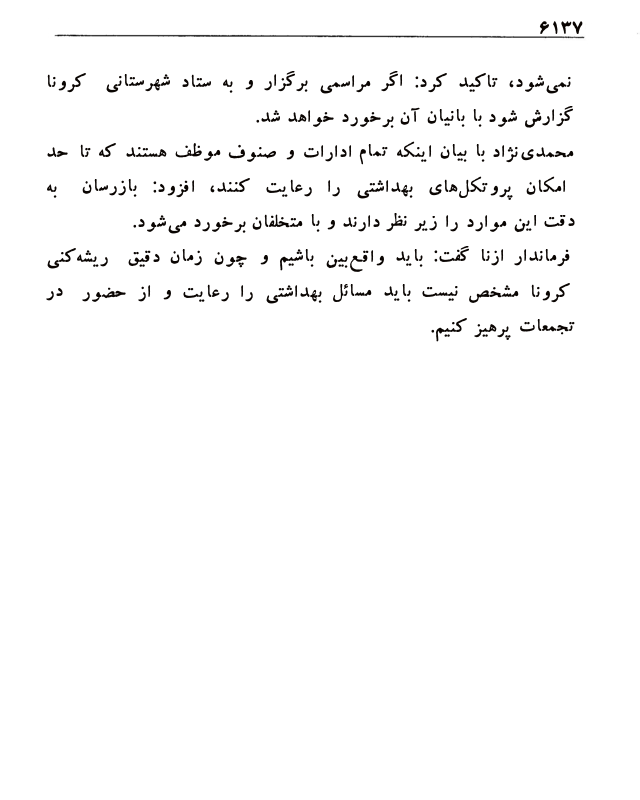 ۶۱۳۷
نمی‌شود، تاکید کرد: اگر مراسمی برگزار و به ستاد شهرستانی کرونا
گزارش شود با بانیان آن برخورد خواهد شد.
محمدی‌نژاد با بیان اینکه تمام ادارات و صنوف موظف هستند که تا حد
امکان پروتکل‌های بهداشتی را رعایت کنند، افزود: بازرسان به
دقت این موارد را زیر نظر دارند و با متخلفان برخورد می‌شود.
فرماندار ازنا گفت: باید واقع‌بین باشیم و چون زمان دقیق ریشه‌کنی
کرونا مشخص نیست باید مسائل بهداشتی را رعایت و از حضور در
تجمعات پرهیز کنیم.